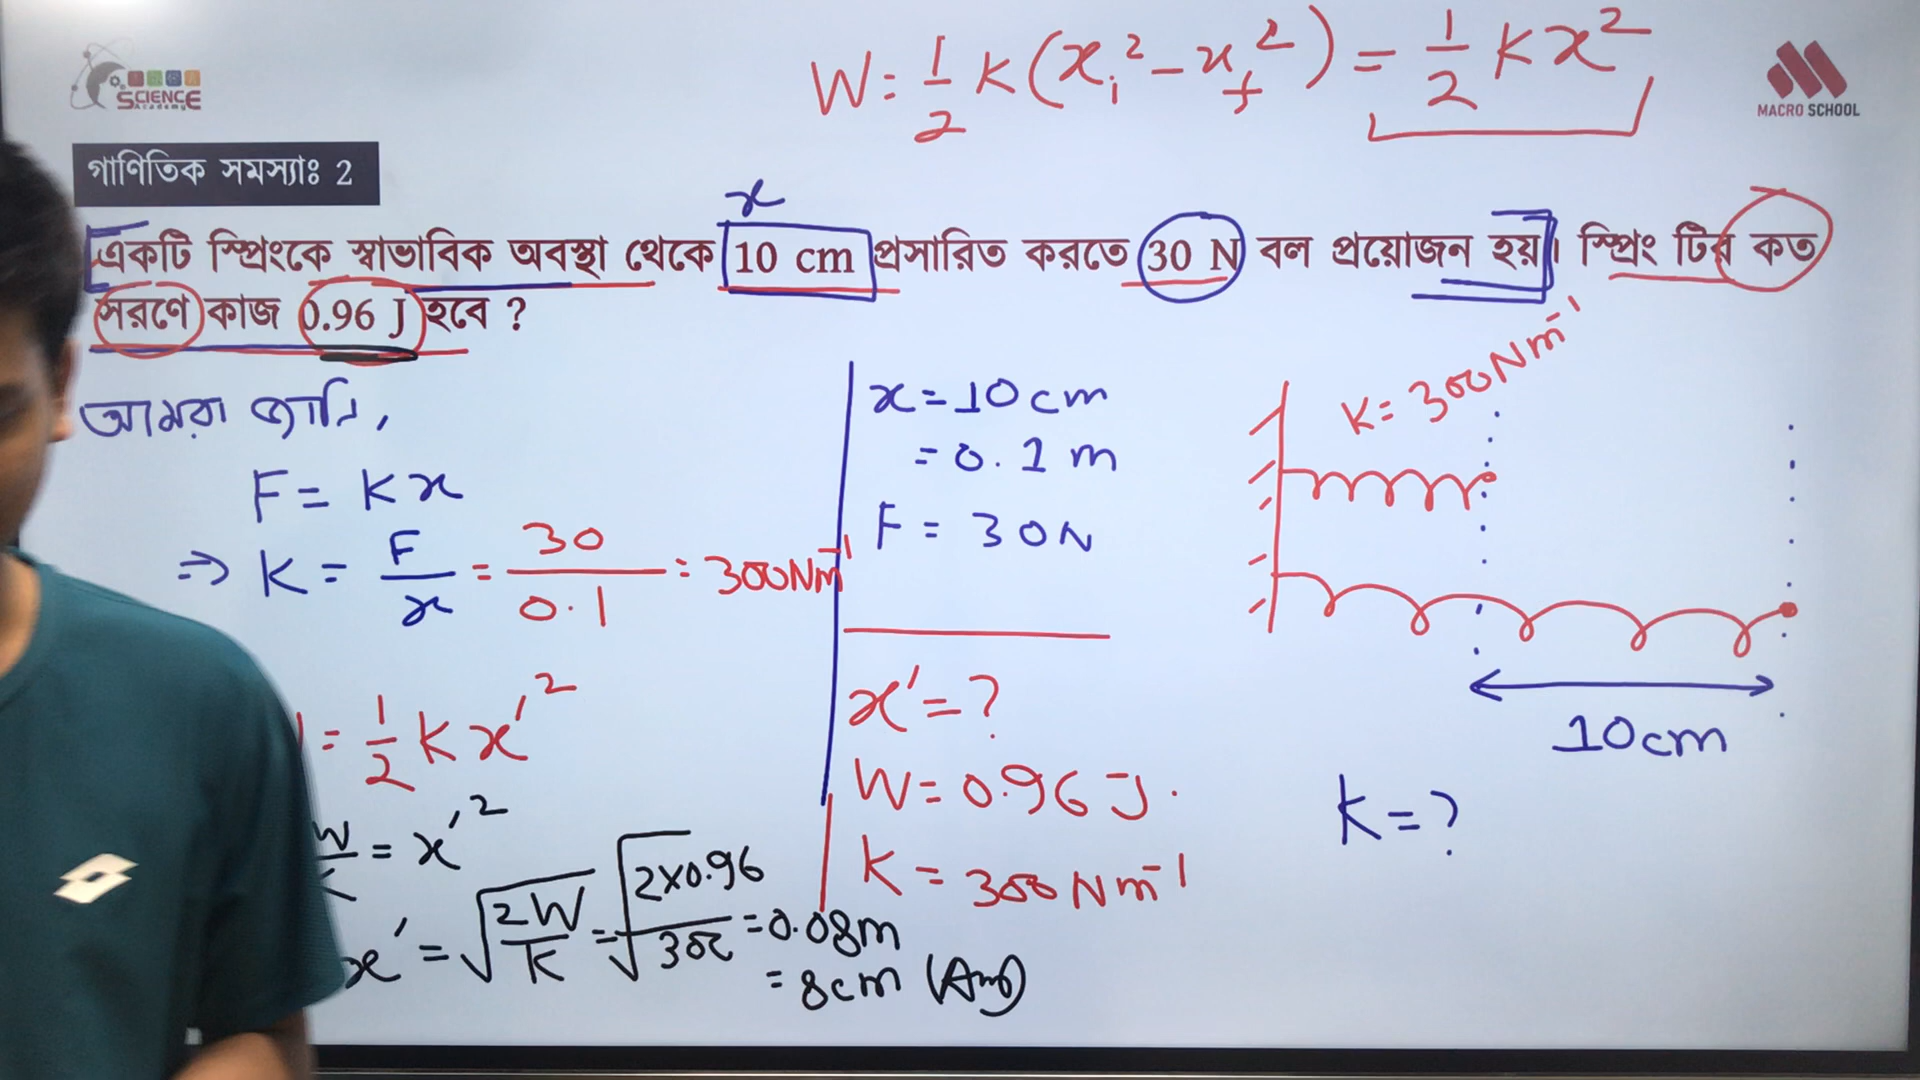 W = 1/2 K(xᵢ² - x_f²) = 1/2 Kx²
SCIENCE
Academy
MACRO SCHOOL
গাণিতিক সমস্যাঃ 2
x
একটি স্প্রিংকে স্বাভাবিক অবস্থা থেকে 10 cm প্রসারিত করতে 30 N বল প্রয়োজন হয়। স্প্রিং টির কত
সরণে কাজ 0.96 J হবে ?
আমরা জানি,
F = Kx
⇒ K = F/x = 30/0.1 = 300Nm⁻¹
= 1/2 Kx'²
= x'²
x' = √(2W/K) = √(2×0.96/300) = 0.08m
= 8cm (Ans)
x = 10cm
= 0.1 m
F = 30N
x' = ?
W = 0.96 J.
K = 300Nm⁻¹
K = 300Nm⁻¹
10cm
K = ?